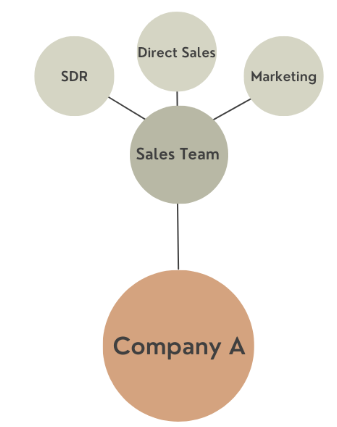 Direct Sales
SDR
Marketing
Sales Team
Company A